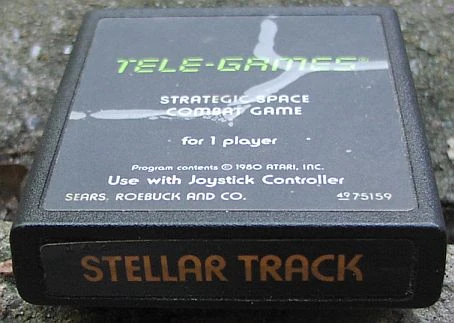 TELE-GAMES®
STRATEGIC SPACE
COMBAT GAME
for 1 player
Program contents © 1980 ATARI, INC.
Use with Joystick Controller
SEARS, ROEBUCK AND CO. 49 75159
STELLAR TRACK